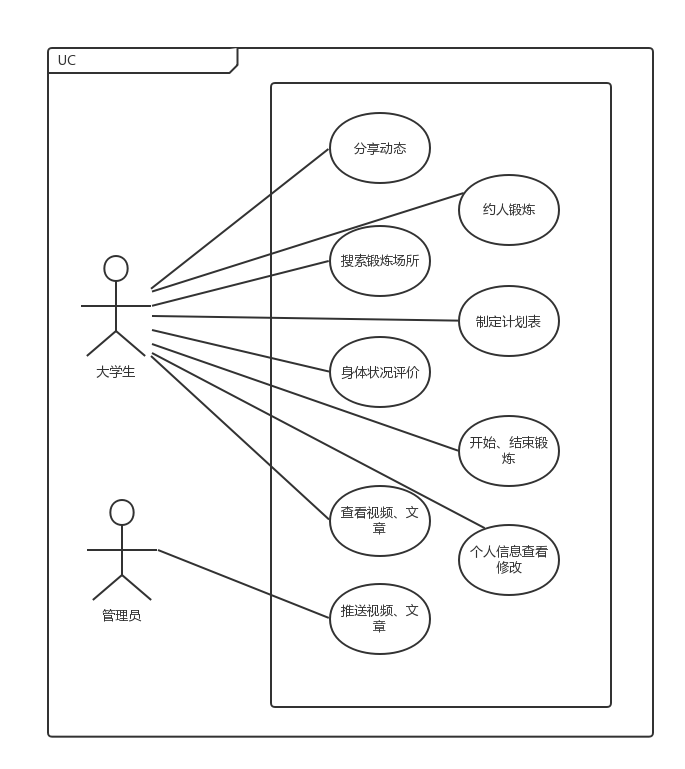 UC
分享动态
约人锻炼
搜索锻炼场所
制定计划表
大学生
身体状况评价
开始、结束锻
炼
查看视频、文
章
个人信息查看
修改
管理员
推送视频、文
章